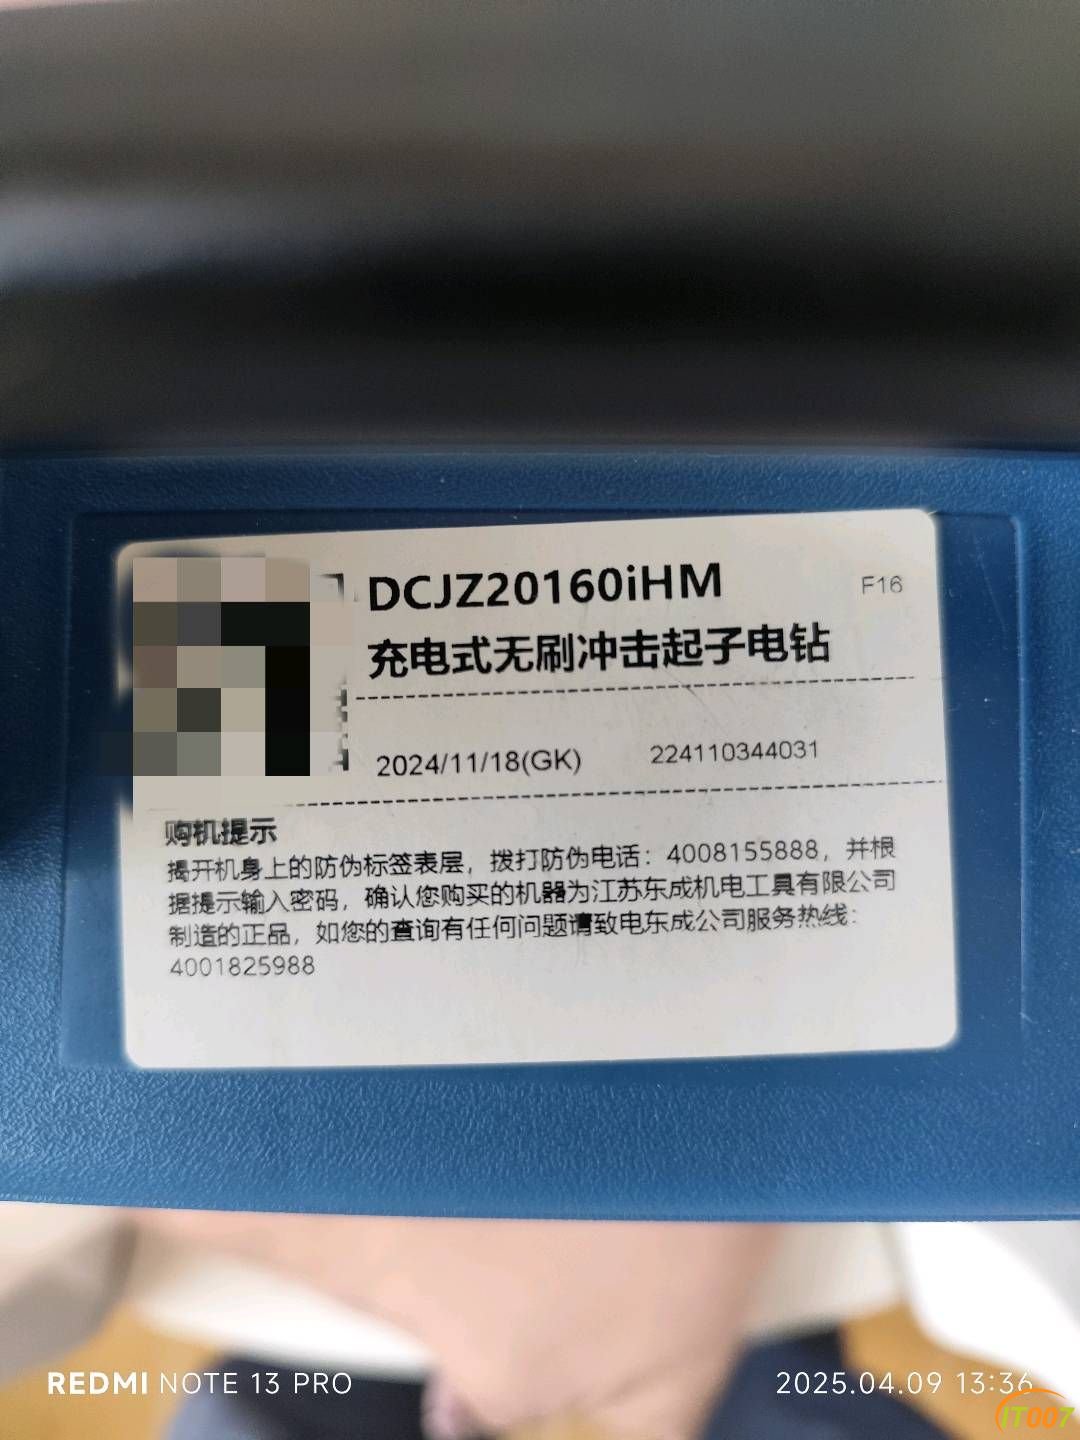 DCJZ20160iHM
F16
充电式无刷冲击起子电钻
2024/11/18(GK)
224110344031
购机提示
揭开机身上的防伪标签表层，拨打防伪电话：4008155888，并根
据提示输入密码，确认您购买的机器为江苏东成机电工具有限公司
制造的正品，如您的查询有任何问题请致电东成公司服务热线：
4001825988
REDMI NOTE 13 PRO
2025.04.09 13:36
IT007